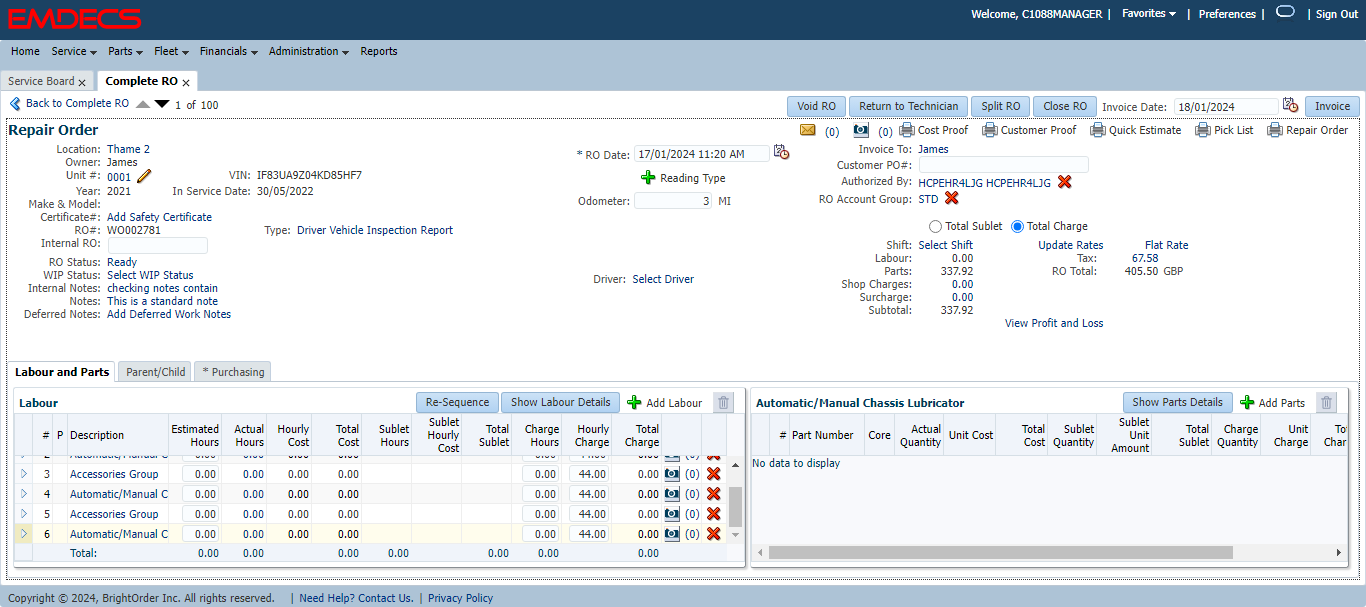 EMDECS
Welcome, C1088MANAGER | Favorites | Preferences | | Sign Out
Home Service Parts Fleet Financials Administration Reports
Service Board x Complete RO x
Back to Complete RO 1 of 100
Void RO Return to Technician Split RO Close RO Invoice Date: 18/01/2024 Invoice
Repair Order
(0) (0) Cost Proof Customer Proof Quick Estimate Pick List Repair Order
Location: Thame 2
Owner: James
Unit #: 0001 VIN: IF83UA9Z04KD85HF7
Year: 2021 In Service Date: 30/05/2022
Make & Model:
Certificate#: Add Safety Certificate
RO#: WO002781 Type: Driver Vehicle Inspection Report
Internal RO:
RO Status: Ready
WIP Status: Select WIP Status
Internal Notes: checking notes contain
Notes: This is a standard note
Deferred Notes: Add Deferred Work Notes
* RO Date: 17/01/2024 11:20 AM
Reading Type
Odometer: 3 MI
Driver: Select Driver
Invoice To: James
Customer PO#:
Authorized By: HCPEHR4LJG HCPEHR4LJG
RO Account Group: STD
Total Sublet Total Charge
Shift: Select Shift Update Rates Flat Rate
Labour: 0.00 Tax: 67.58
Parts: 337.92 RO Total: 405.50 GBP
Shop Charges: 0.00
Surcharge: 0.00
Subtotal: 337.92
View Profit and Loss
Labour and Parts Parent/Child * Purchasing
Labour Re-Sequence Show Labour Details Add Labour
# P Description Estimated Hours Actual Hours Hourly Cost Total Cost Sublet Hours Sublet Hourly Cost Total Sublet Charge Hours Hourly Charge Total Charge
2 Automatic/Manual C 0.00 0.00 0.00 0.00 0.00 44.00 0.00 (0)
3 Accessories Group 0.00 0.00 0.00 0.00 0.00 44.00 0.00 (0)
4 Automatic/Manual C 0.00 0.00 0.00 0.00 0.00 44.00 0.00 (0)
5 Accessories Group 0.00 0.00 0.00 0.00 0.00 44.00 0.00 (0)
6 Automatic/Manual C 0.00 0.00 0.00 0.00 0.00 44.00 0.00 (0)
Total: 0.00 0.00 0.00 0.00 0.00 0.00 0.00
Automatic/Manual Chassis Lubricator Show Parts Details Add Parts
# Part Number Core Actual Quantity Unit Cost Total Cost Sublet Quantity Sublet Unit Amount Total Sublet Charge Quantity Unit Charge Tot Char
No data to display
Copyright © 2024, BrightOrder Inc. All rights reserved. | Need Help? Contact Us. | Privacy Policy